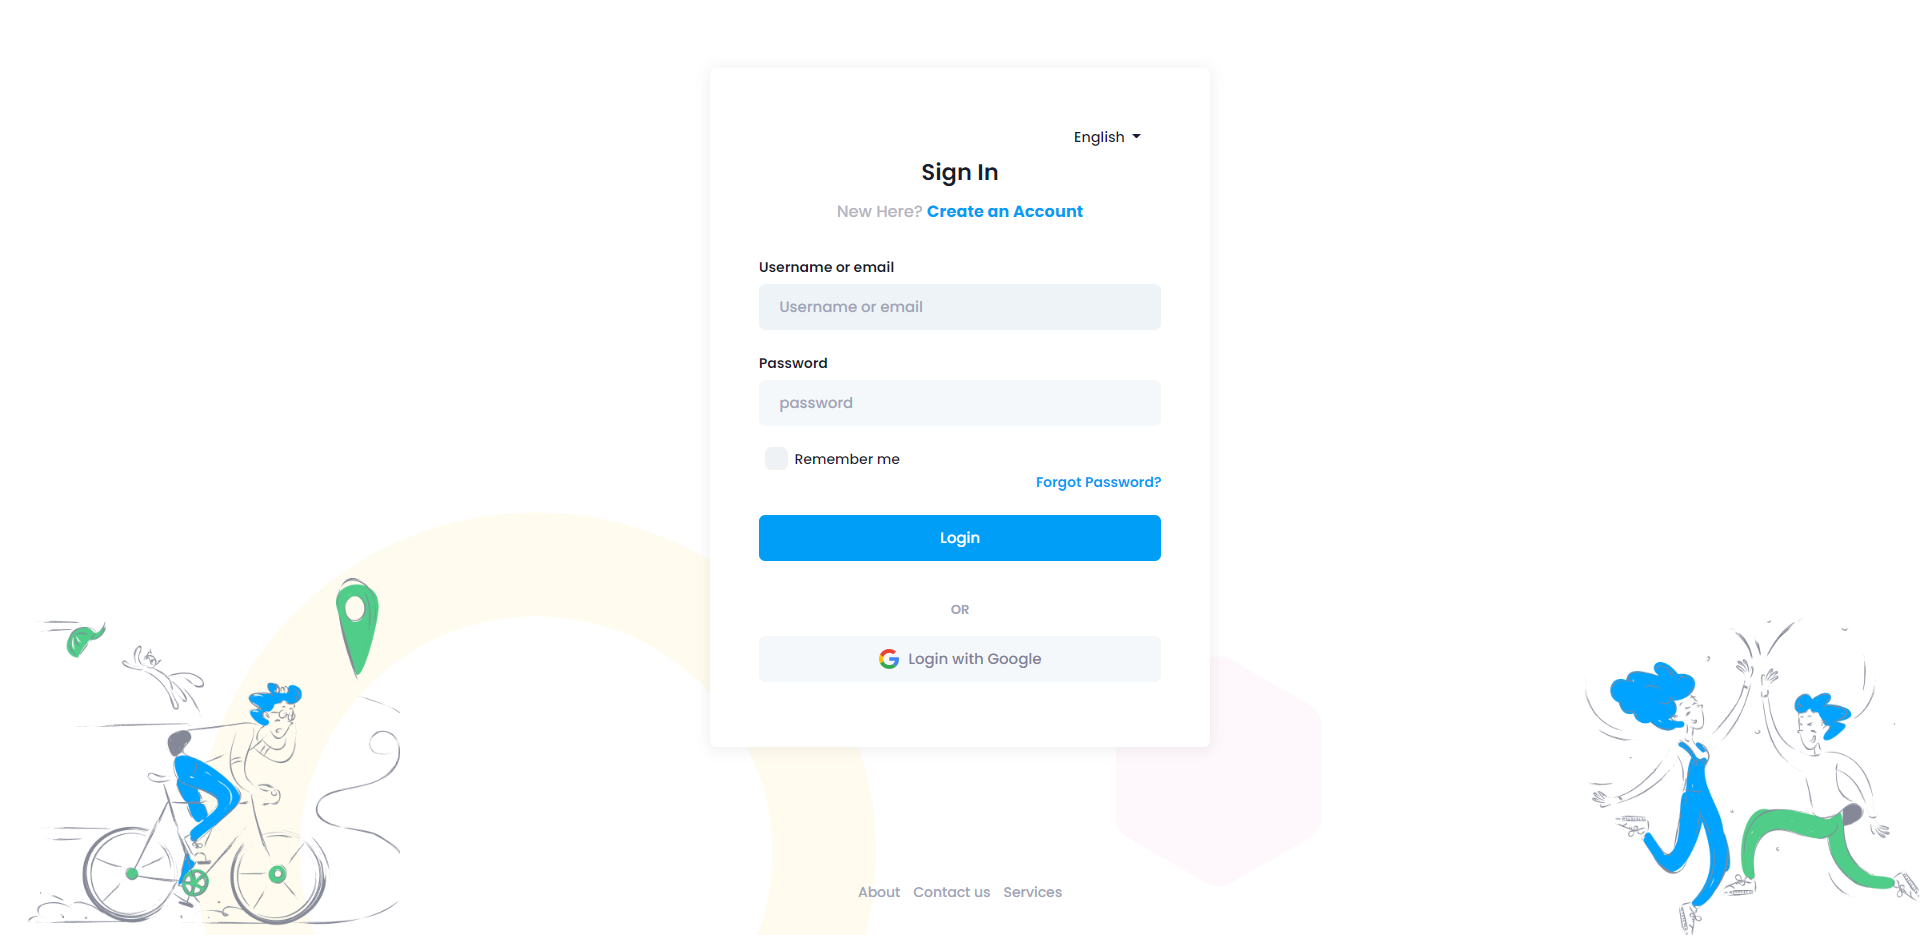 English
Sign In
New Here? Create an Account
Username or email
Username or email
Password
password
Remember me
Forgot Password?
Login
OR
Login with Google
About Contact us Services